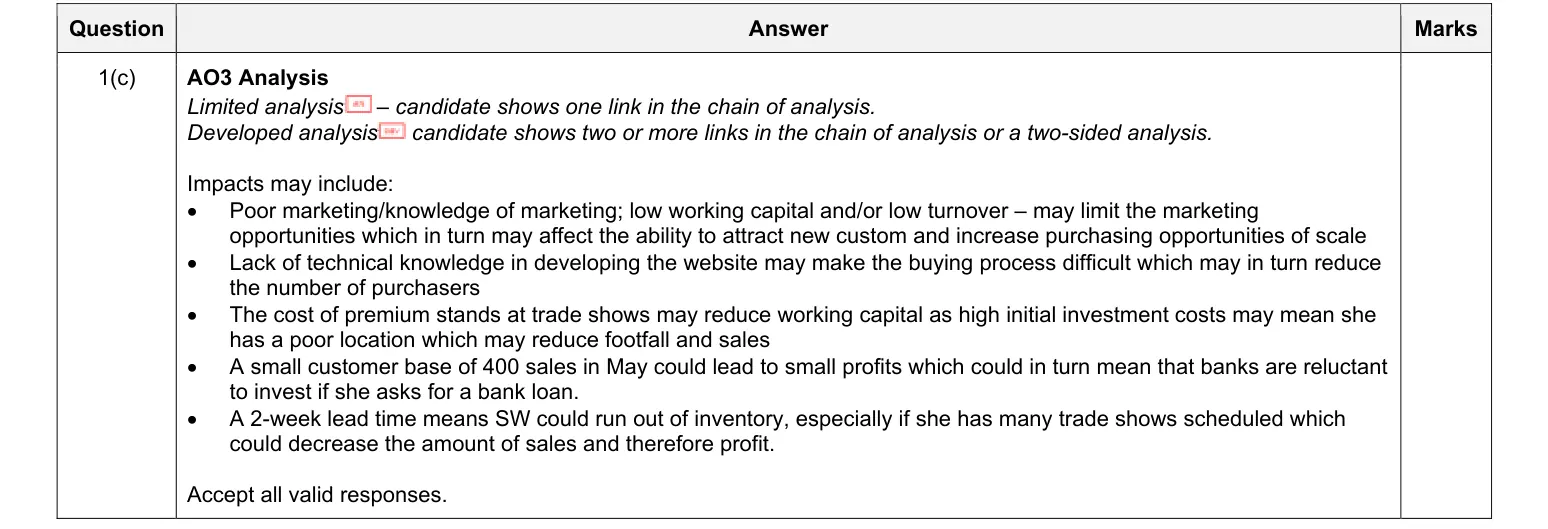 Question Answer Marks
1(c) AO3 Analysis
Limited analysis – candidate shows one link in the chain of analysis.
Developed analysis candidate shows two or more links in the chain of analysis or a two-sided analysis.
Impacts may include:
• Poor marketing/knowledge of marketing; low working capital and/or low turnover – may limit the marketing
opportunities which in turn may affect the ability to attract new custom and increase purchasing opportunities of scale
• Lack of technical knowledge in developing the website may make the buying process difficult which may in turn reduce
the number of purchasers
• The cost of premium stands at trade shows may reduce working capital as high initial investment costs may mean she
has a poor location which may reduce footfall and sales
• A small customer base of 400 sales in May could lead to small profits which could in turn mean that banks are reluctant
to invest if she asks for a bank loan.
• A 2-week lead time means SW could run out of inventory, especially if she has many trade shows scheduled which
could decrease the amount of sales and therefore profit.
Accept all valid responses.